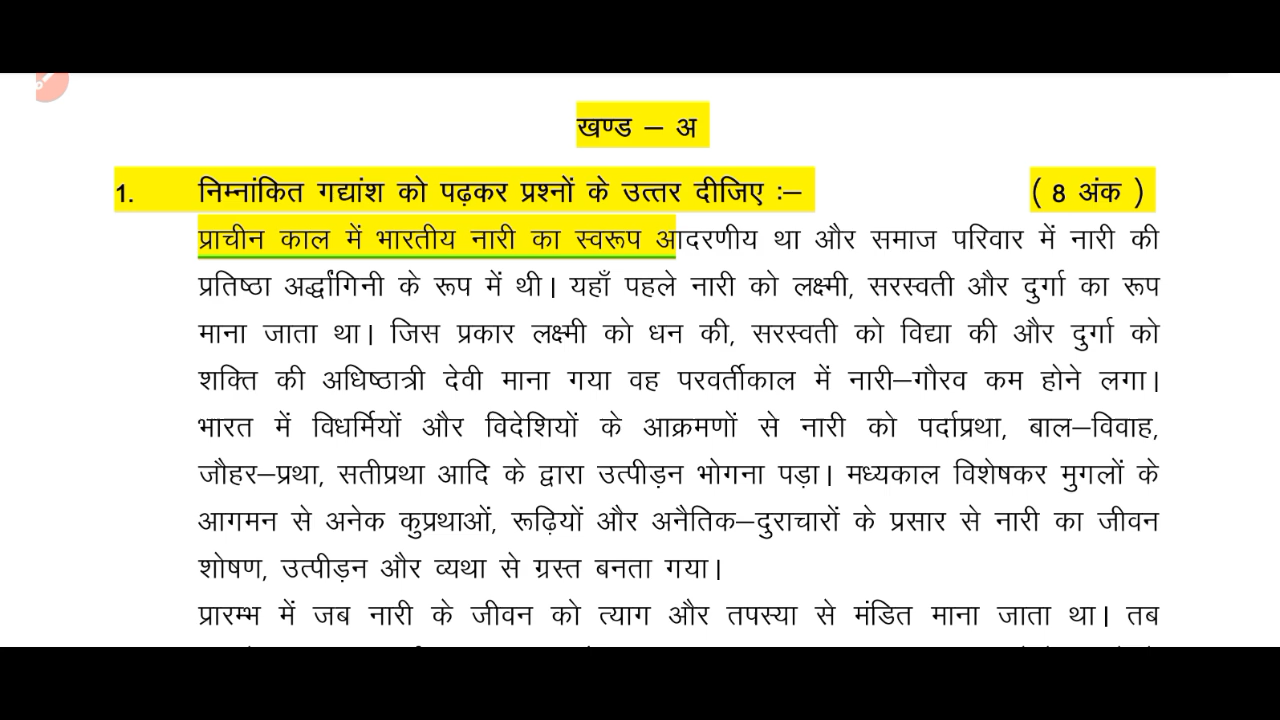 खण्ड – अ
1. निम्नांकित गद्यांश को पढ़कर प्रश्नों के उत्तर दीजिए :– ( 8 अंक )
प्राचीन काल में भारतीय नारी का स्वरूप आदरणीय था और समाज परिवार में नारी की
प्रतिष्ठा अर्द्धांगिनी के रूप में थी। यहाँ पहले नारी को लक्ष्मी, सरस्वती और दुर्गा का रूप
माना जाता था। जिस प्रकार लक्ष्मी को धन की, सरस्वती को विद्या की और दुर्गा को
शक्ति की अधिष्ठात्री देवी माना गया वह परवर्तीकाल में नारी–गौरव कम होने लगा।
भारत में विधर्मियों और विदेशियों के आक्रमणों से नारी को पर्दाप्रथा, बाल–विवाह,
जौहर–प्रथा, सतीप्रथा आदि के द्वारा उत्पीड़न भोगना पड़ा। मध्यकाल विशेषकर मुगलों के
आगमन से अनेक कुप्रथाओं, रूढ़ियों और अनैतिक–दुराचारों के प्रसार से नारी का जीवन
शोषण, उत्पीड़न और व्यथा से ग्रस्त बनता गया।
प्रारम्भ में जब नारी के जीवन को त्याग और तपस्या से मंडित माना जाता था। तब